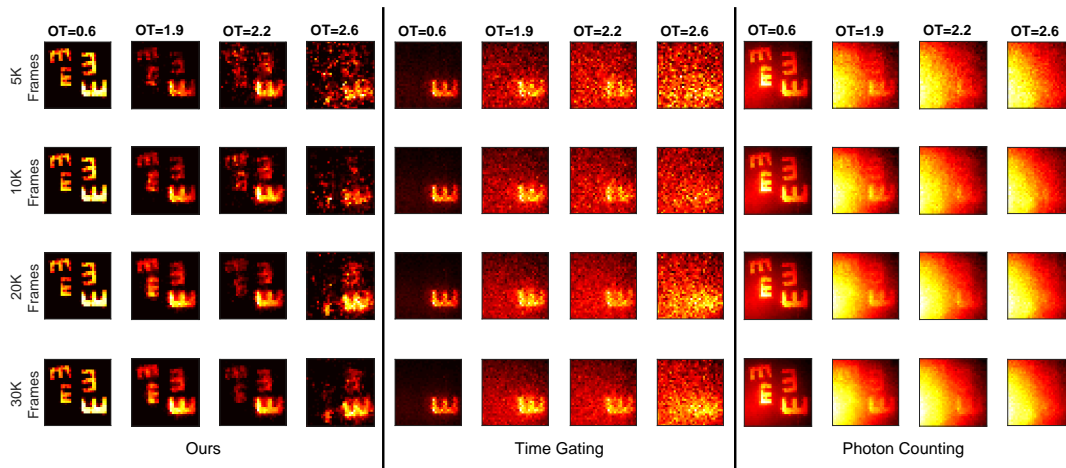 OT=0.6 OT=1.9 OT=2.2 OT=2.6 OT=0.6 OT=1.9 OT=2.2 OT=2.6 OT=0.6 OT=1.9 OT=2.2 OT=2.6
5K
Frames
10K
Frames
20K
Frames
30K
Frames
Ours Time Gating Photon Counting